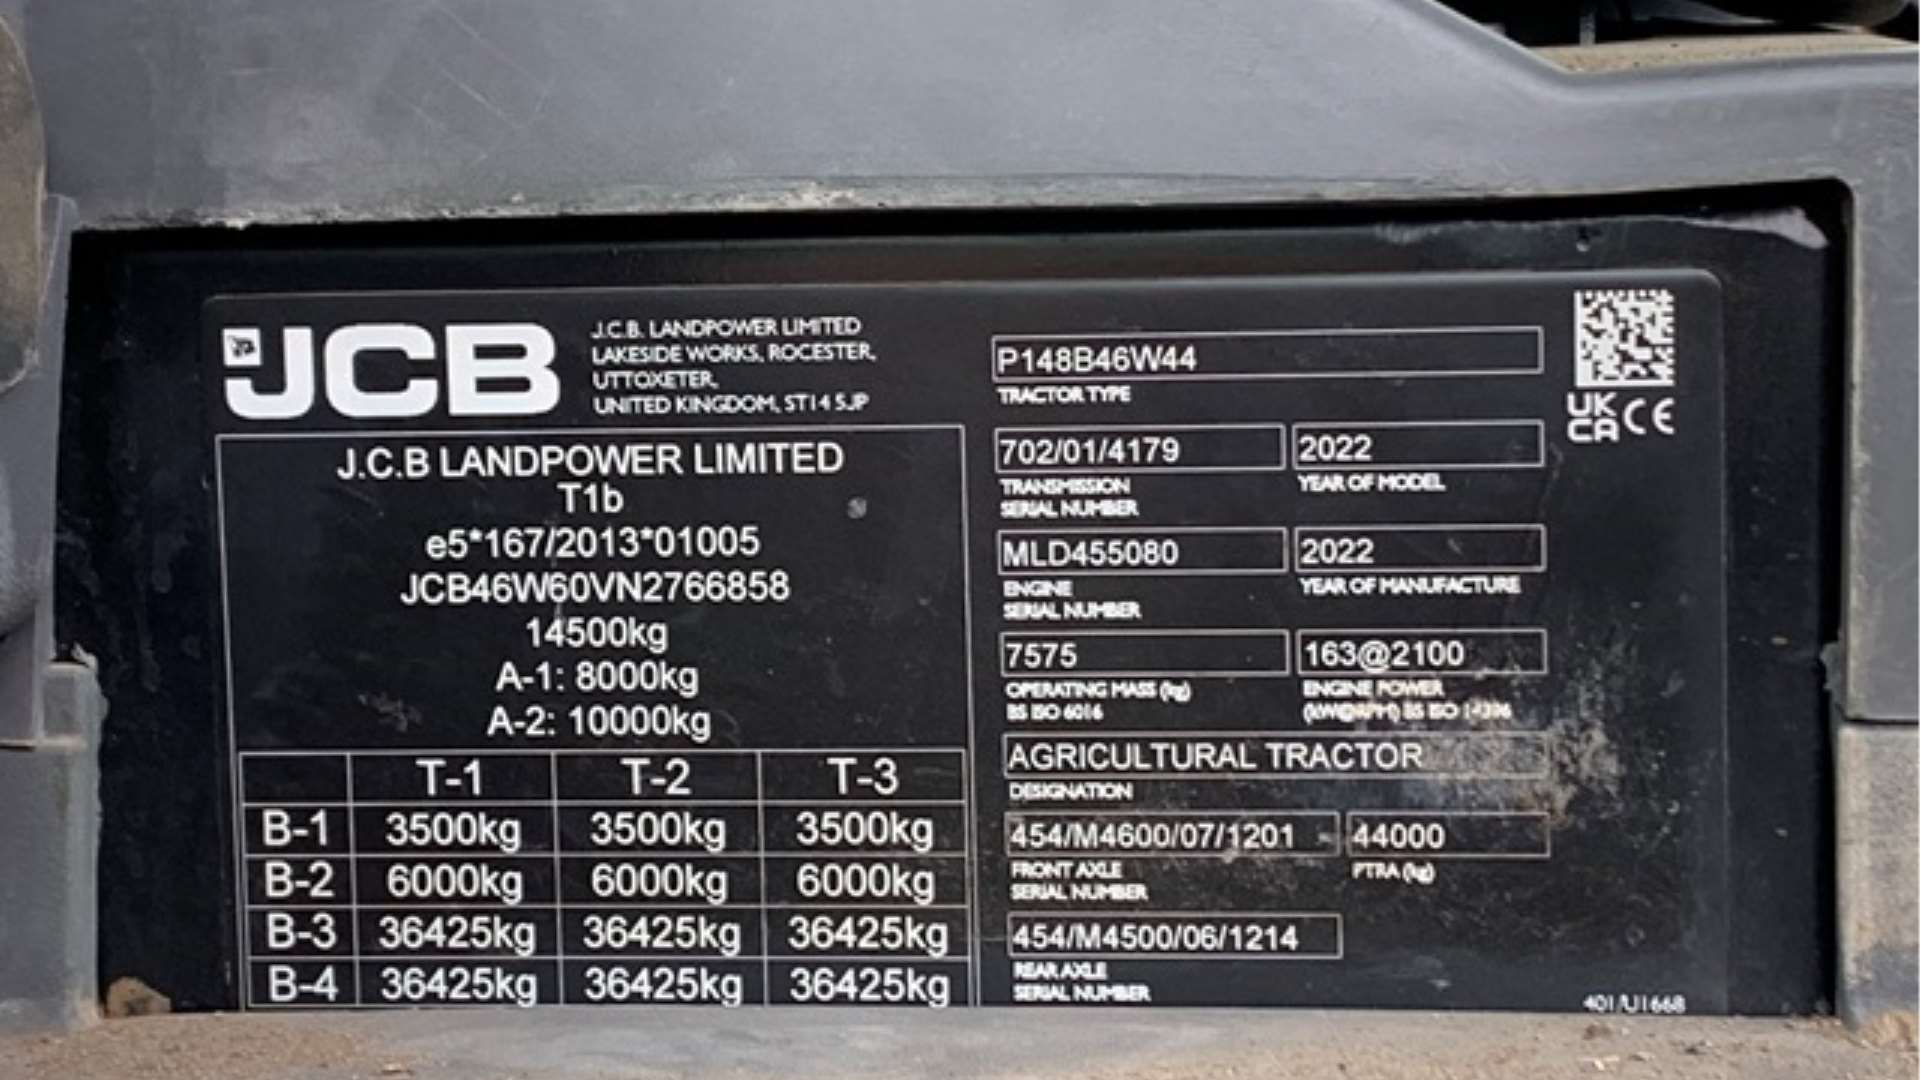 JCB
J.C.B. LANDPOWER LIMITED
LAKESIDE WORKS, ROCESTER,
UTTOXETER,
UNITED KINGDOM, ST14 5JP
J.C.B LANDPOWER LIMITED
T1b
e5*167/2013*01005
JCB46W60VN2766858
14500kg
A-1: 8000kg
A-2: 10000kg
T-1 T-2 T-3
B-1 3500kg 3500kg 3500kg
B-2 6000kg 6000kg 6000kg
B-3 36425kg 36425kg 36425kg
B-4 36425kg 36425kg 36425kg
P148B46W44
TRACTOR TYPE
702/01/4179
TRANSMISSION
SERIAL NUMBER
2022
YEAR OF MODEL
MLD455080
ENGINE
SERIAL NUMBER
2022
YEAR OF MANUFACTURE
7575
OPERATING MASS (kg)
BS ISO 6016
163@2100
ENGINE POWER
(kW@RPM) BS ISO 14396
AGRICULTURAL TRACTOR
DESIGNATION
454/M4600/07/1201
FRONT AXLE
SERIAL NUMBER
44000
PTRA (kg)
454/M4500/06/1214
REAR AXLE
SERIAL NUMBER
UK
CA CE
401/U1668